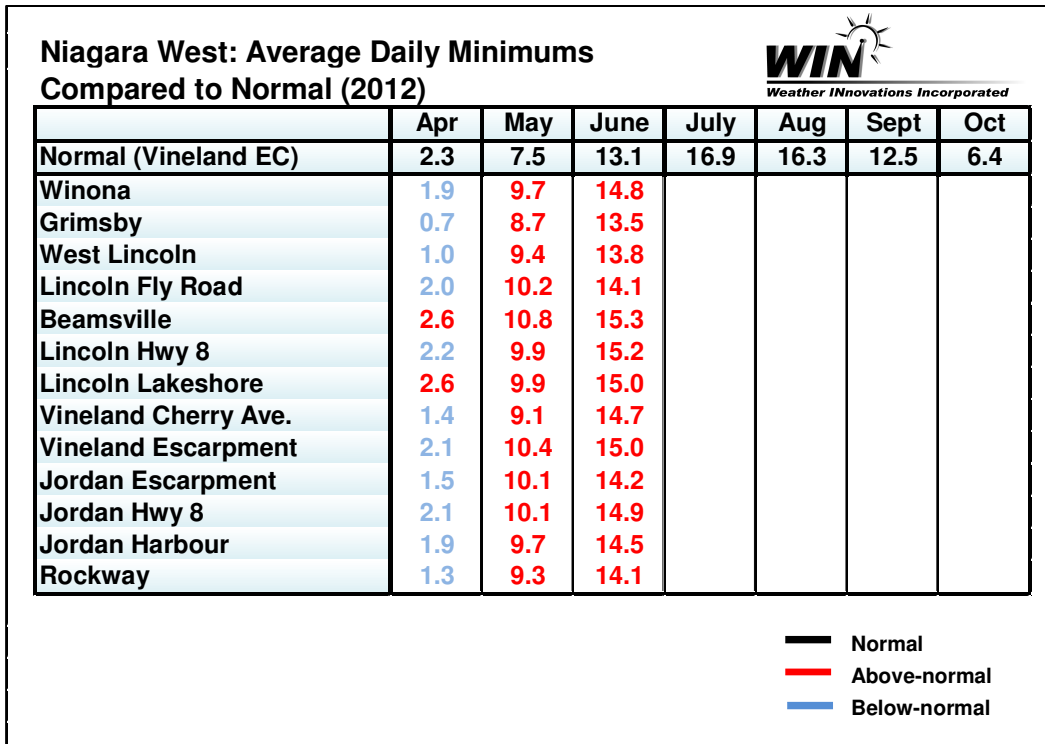 Niagara West: Average Daily Minimums
Compared to Normal (2012)
WIN
Weather INnovations Incorporated
Apr May June July Aug Sept Oct
Normal (Vineland EC) 2.3 7.5 13.1 16.9 16.3 12.5 6.4
Winona 1.9 9.7 14.8
Grimsby 0.7 8.7 13.5
West Lincoln 1.0 9.4 13.8
Lincoln Fly Road 2.0 10.2 14.1
Beamsville 2.6 10.8 15.3
Lincoln Hwy 8 2.2 9.9 15.2
Lincoln Lakeshore 2.6 9.9 15.0
Vineland Cherry Ave. 1.4 9.1 14.7
Vineland Escarpment 2.1 10.4 15.0
Jordan Escarpment 1.5 10.1 14.2
Jordan Hwy 8 2.1 10.1 14.9
Jordan Harbour 1.9 9.7 14.5
Rockway 1.3 9.3 14.1
Normal
Above-normal
Below-normal